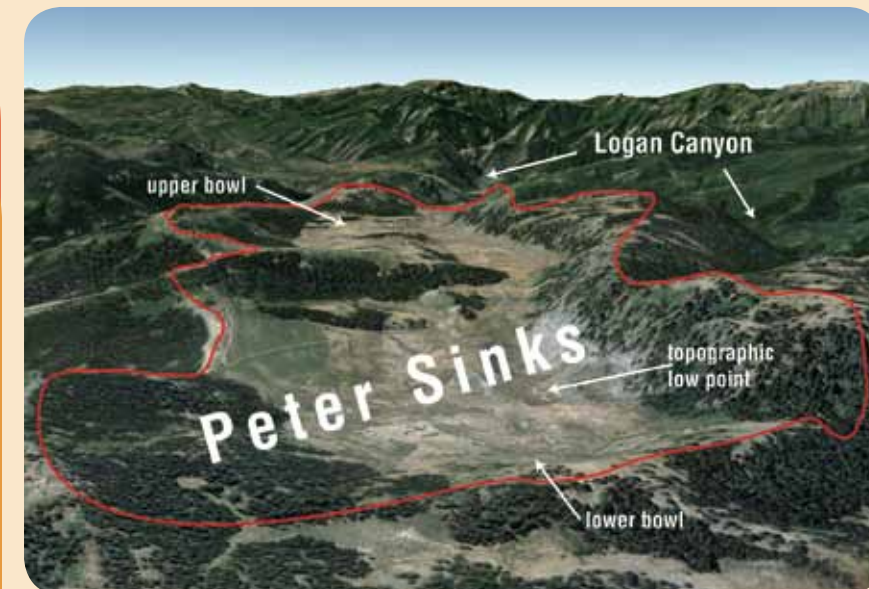 Logan Canyon
upper bowl
Peter Sinks
topographic
low point
lower bowl